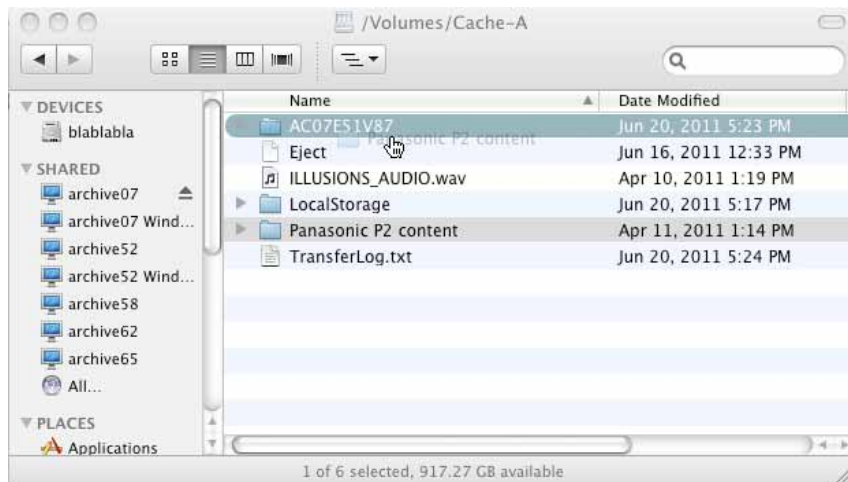 /Volumes/Cache-A
Name Date Modified
DEVICES
blablabla
SHARED
archive07
archive07 Wind...
archive52
archive52 Wind...
archive58
archive62
archive65
All...
PLACES
Applications
AC07ES1V87 Jun 20, 2011 5:23 PM
Panasonic P2 content
Eject Jun 16, 2011 12:33 PM
ILLUSIONS_AUDIO.wav Apr 10, 2011 1:19 PM
LocalStorage Jun 20, 2011 5:17 PM
Panasonic P2 content Apr 11, 2011 1:14 PM
TransferLog.txt Jun 20, 2011 5:24 PM
1 of 6 selected, 917.27 GB available